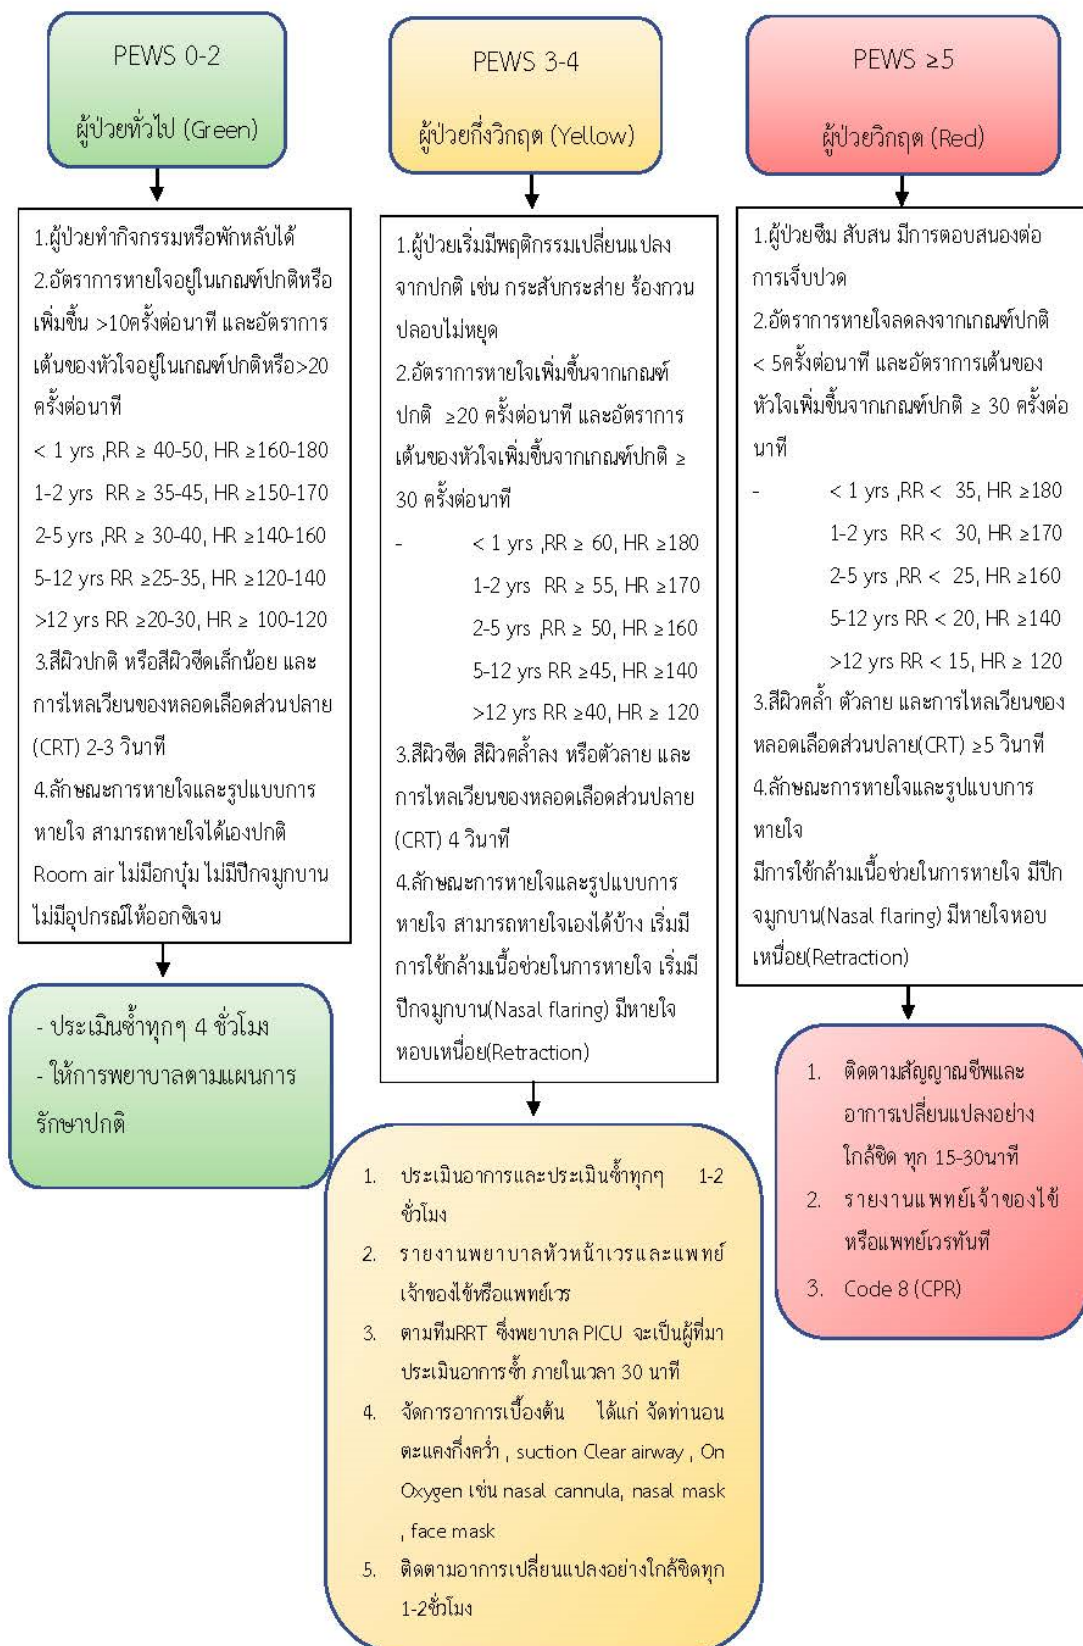 PEWS 0-2
ผู้ป่วยทั่วไป (Green)
1.ผู้ป่วยทำกิจกรรมหรือพักหลับได้
2.อัตราการหายใจอยู่ในเกณฑ์ปกติหรือ
เพิ่มขึ้น >10ครั้งต่อนาที และอัตราการ
เต้นของหัวใจอยู่ในเกณฑ์ปกติหรือ>20
ครั้งต่อนาที
< 1 yrs ,RR ≥ 40-50, HR ≥160-180
1-2 yrs RR ≥ 35-45, HR ≥150-170
2-5 yrs ,RR ≥ 30-40, HR ≥140-160
5-12 yrs RR ≥25-35, HR ≥120-140
>12 yrs RR ≥20-30, HR ≥ 100-120
3.สีผิวปกติ หรือสีผิวซีดเล็กน้อย และ
การไหลเวียนของหลอดเลือดส่วนปลาย
(CRT) 2-3 วินาที
4.ลักษณะการหายใจและรูปแบบการ
หายใจ สามารถหายใจได้เองปกติ
Room air ไม่มีอกบุ๋ม ไม่มีปีกจมูกบาน
ไม่มีอุปกรณ์ให้ออกซิเจน
- ประเมินซ้ำทุกๆ 4 ชั่วโมง
- ให้การพยาบาลตามแผนการ
รักษาปกติ
PEWS 3-4
ผู้ป่วยกึ่งวิกฤต (Yellow)
1.ผู้ป่วยเริ่มมีพฤติกรรมเปลี่ยนแปลง
จากปกติ เช่น กระสับกระส่าย ร้องกวน
ปลอบไม่หยุด
2.อัตราการหายใจเพิ่มขึ้นจากเกณฑ์
ปกติ ≥20 ครั้งต่อนาที และอัตราการ
เต้นของหัวใจเพิ่มขึ้นจากเกณฑ์ปกติ ≥
30 ครั้งต่อนาที
- < 1 yrs ,RR ≥ 60, HR ≥180
1-2 yrs RR ≥ 55, HR ≥170
2-5 yrs ,RR ≥ 50, HR ≥160
5-12 yrs RR ≥45, HR ≥140
>12 yrs RR ≥40, HR ≥ 120
3.สีผิวซีด สีผิวคล้ำลง หรือตัวลาย และ
การไหลเวียนของหลอดเลือดส่วนปลาย
(CRT) 4 วินาที
4.ลักษณะการหายใจและรูปแบบการ
หายใจ สามารถหายใจเองได้บ้าง เริ่มมี
การใช้กล้ามเนื้อช่วยในการหายใจ เริ่มมี
ปีกจมูกบาน(Nasal flaring) มีหายใจ
หอบเหนื่อย(Retraction)
1. ประเมินอาการและประเมินซ้ำทุกๆ 1-2
ชั่วโมง
2. รายงานพยาบาลหัวหน้าเวรและแพทย์
เจ้าของไข้หรือแพทย์เวร
3. ตามทีมRRT ซึ่งพยาบาล PICU จะเป็นผู้ที่มา
ประเมินอาการซ้ำ ภายในเวลา 30 นาที
4. จัดการอาการเบื้องต้น ได้แก่ จัดท่านอน
ตะแคงกึ่งคว่ำ , suction Clear airway , On
Oxygen เช่น nasal cannula, nasal mask
, face mask
5. ติดตามอาการเปลี่ยนแปลงอย่างใกล้ชิดทุก
1-2ชั่วโมง
PEWS ≥5
ผู้ป่วยวิกฤต (Red)
1.ผู้ป่วยซึม สับสน มีการตอบสนองต่อ
การเจ็บปวด
2.อัตราการหายใจลดลงจากเกณฑ์ปกติ
< 5ครั้งต่อนาที และอัตราการเต้นของ
หัวใจเพิ่มขึ้นจากเกณฑ์ปกติ ≥ 30 ครั้งต่อ
นาที
- < 1 yrs ,RR < 35, HR ≥180
1-2 yrs RR < 30, HR ≥170
2-5 yrs ,RR < 25, HR ≥160
5-12 yrs RR < 20, HR ≥140
>12 yrs RR < 15, HR ≥ 120
3.สีผิวคล้ำ ตัวลาย และการไหลเวียนของ
หลอดเลือดส่วนปลาย(CRT) ≥5 วินาที
4.ลักษณะการหายใจและรูปแบบการ
หายใจ
มีการใช้กล้ามเนื้อช่วยในการหายใจ มีปีก
จมูกบาน(Nasal flaring) มีหายใจหอบ
เหนื่อย(Retraction)
1. ติดตามสัญญาณชีพและ
อาการเปลี่ยนแปลงอย่าง
ใกล้ชิด ทุก 15-30นาที
2. รายงานแพทย์เจ้าของไข้
หรือแพทย์เวรทันที
3. Code 8 (CPR)